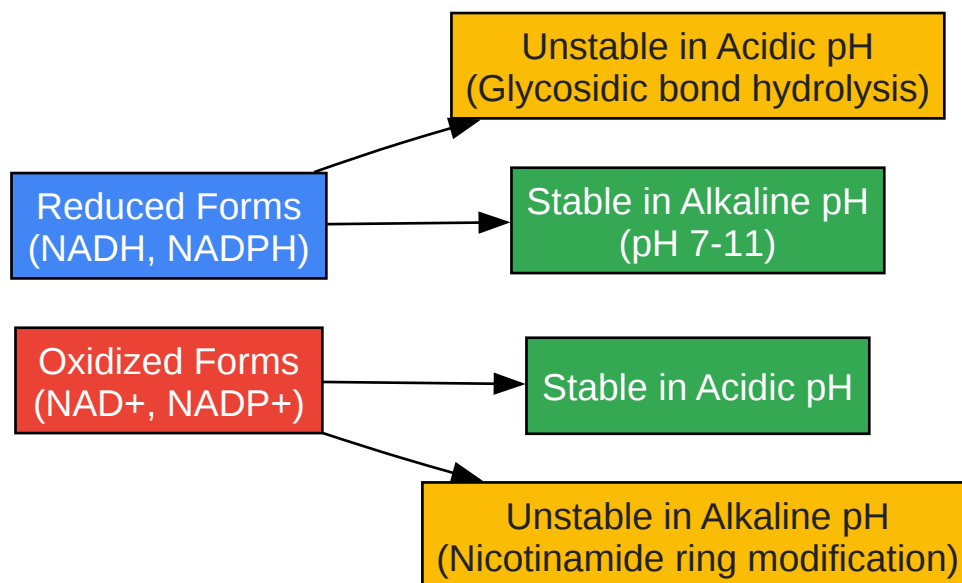 Unstable in Acidic pH
(Glycosidic bond hydrolysis)
Reduced Forms
(NADH, NADPH)
Stable in Alkaline pH
(pH 7-11)
Oxidized Forms
(NAD+, NADP+)
Stable in Acidic pH
Unstable in Alkaline pH
(Nicotinamide ring modification)